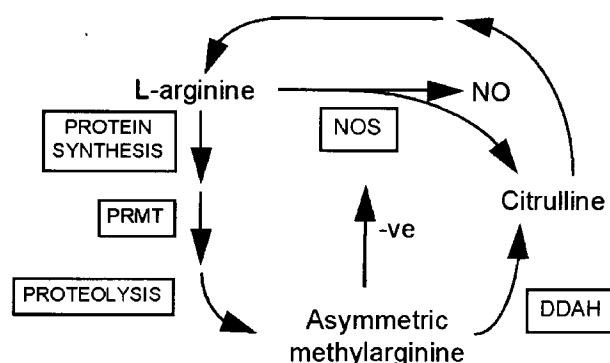 L-arginine
NO
PROTEIN
SYNTHESIS
NOS
PRMT
-ve
Citrulline
PROTEOLYSIS
Asymmetric
methylarginine
DDAH